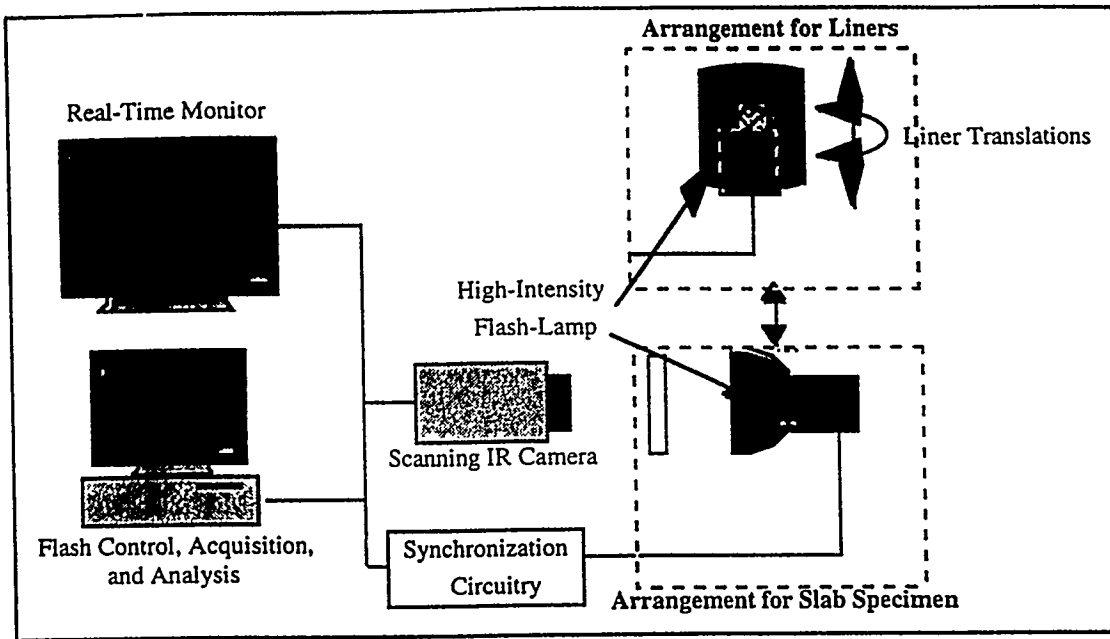 Arrangement for Liners
Real-Time Monitor
Liner Translations
High-Intensity
Flash-Lamp
Scanning IR Camera
Flash Control, Acquisition,
and Analysis
Synchronization
Circuitry
Arrangement for Slab Specimen